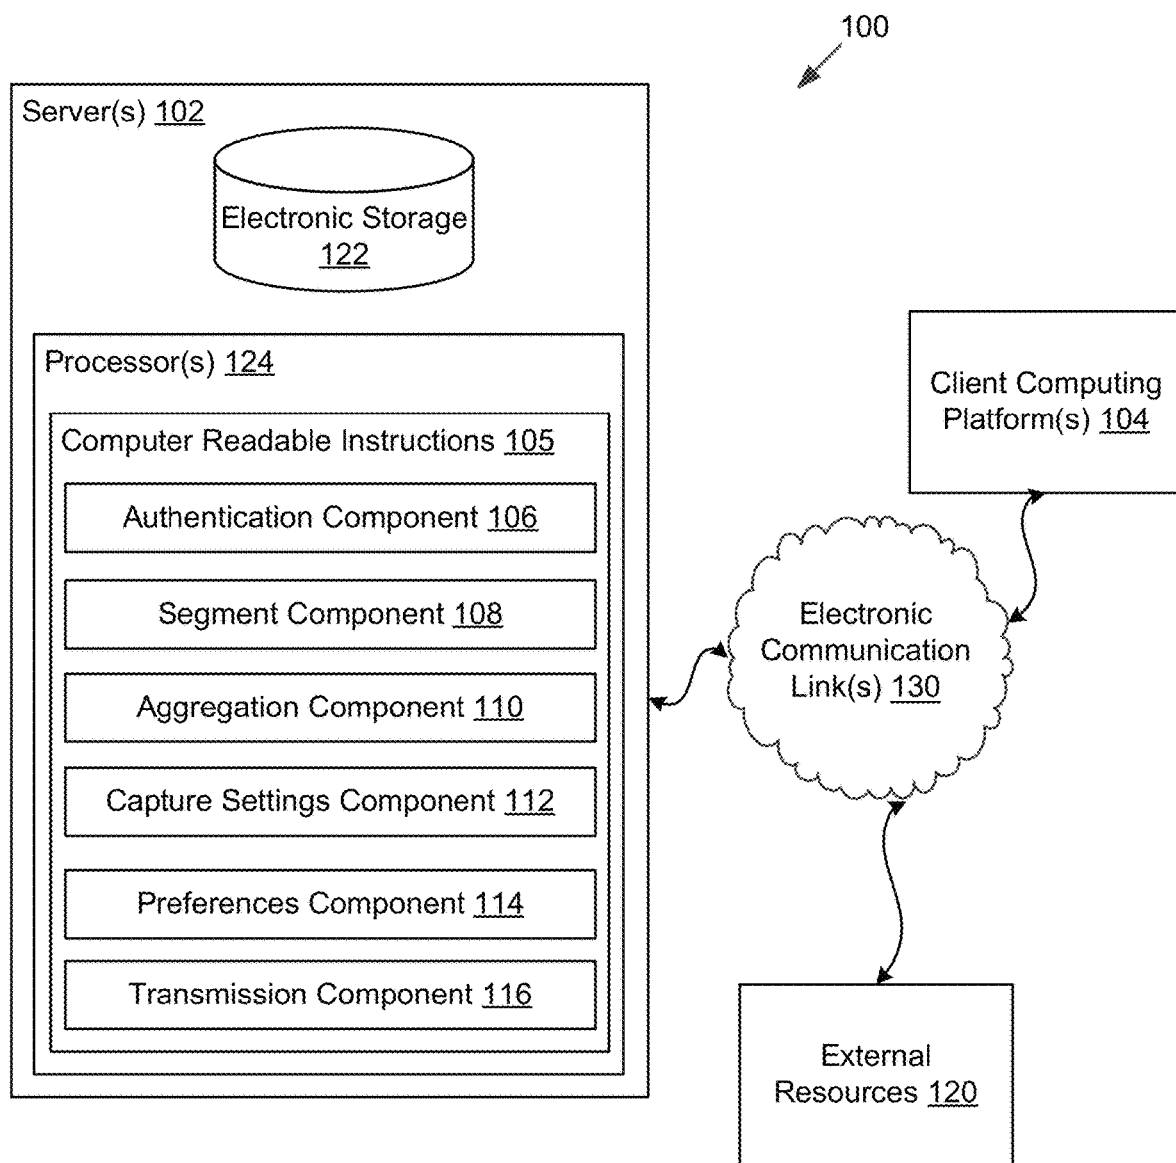 100
Server(s) 102
Electronic Storage
122
Processor(s) 124
Computer Readable Instructions 105
Authentication Component 106
Segment Component 108
Aggregation Component 110
Capture Settings Component 112
Preferences Component 114
Transmission Component 116
Client Computing
Platform(s) 104
Electronic
Communication
Link(s) 130
External
Resources 120